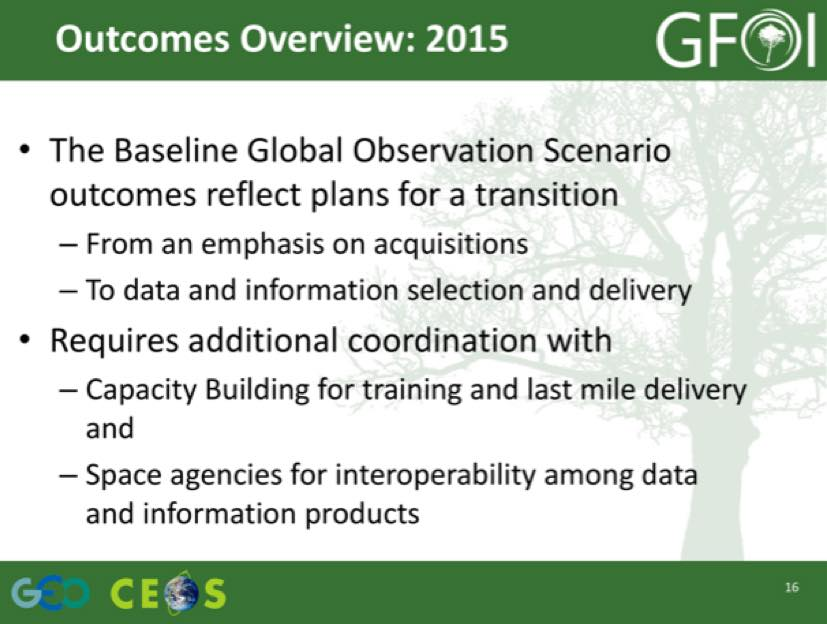 Outcomes Overview: 2015
GFOI
• The Baseline Global Observation Scenario
outcomes reflect plans for a transition
– From an emphasis on acquisitions
– To data and information selection and delivery
• Requires additional coordination with
– Capacity Building for training and last mile delivery
and
– Space agencies for interoperability among data
and information products
GEO CEOS
16